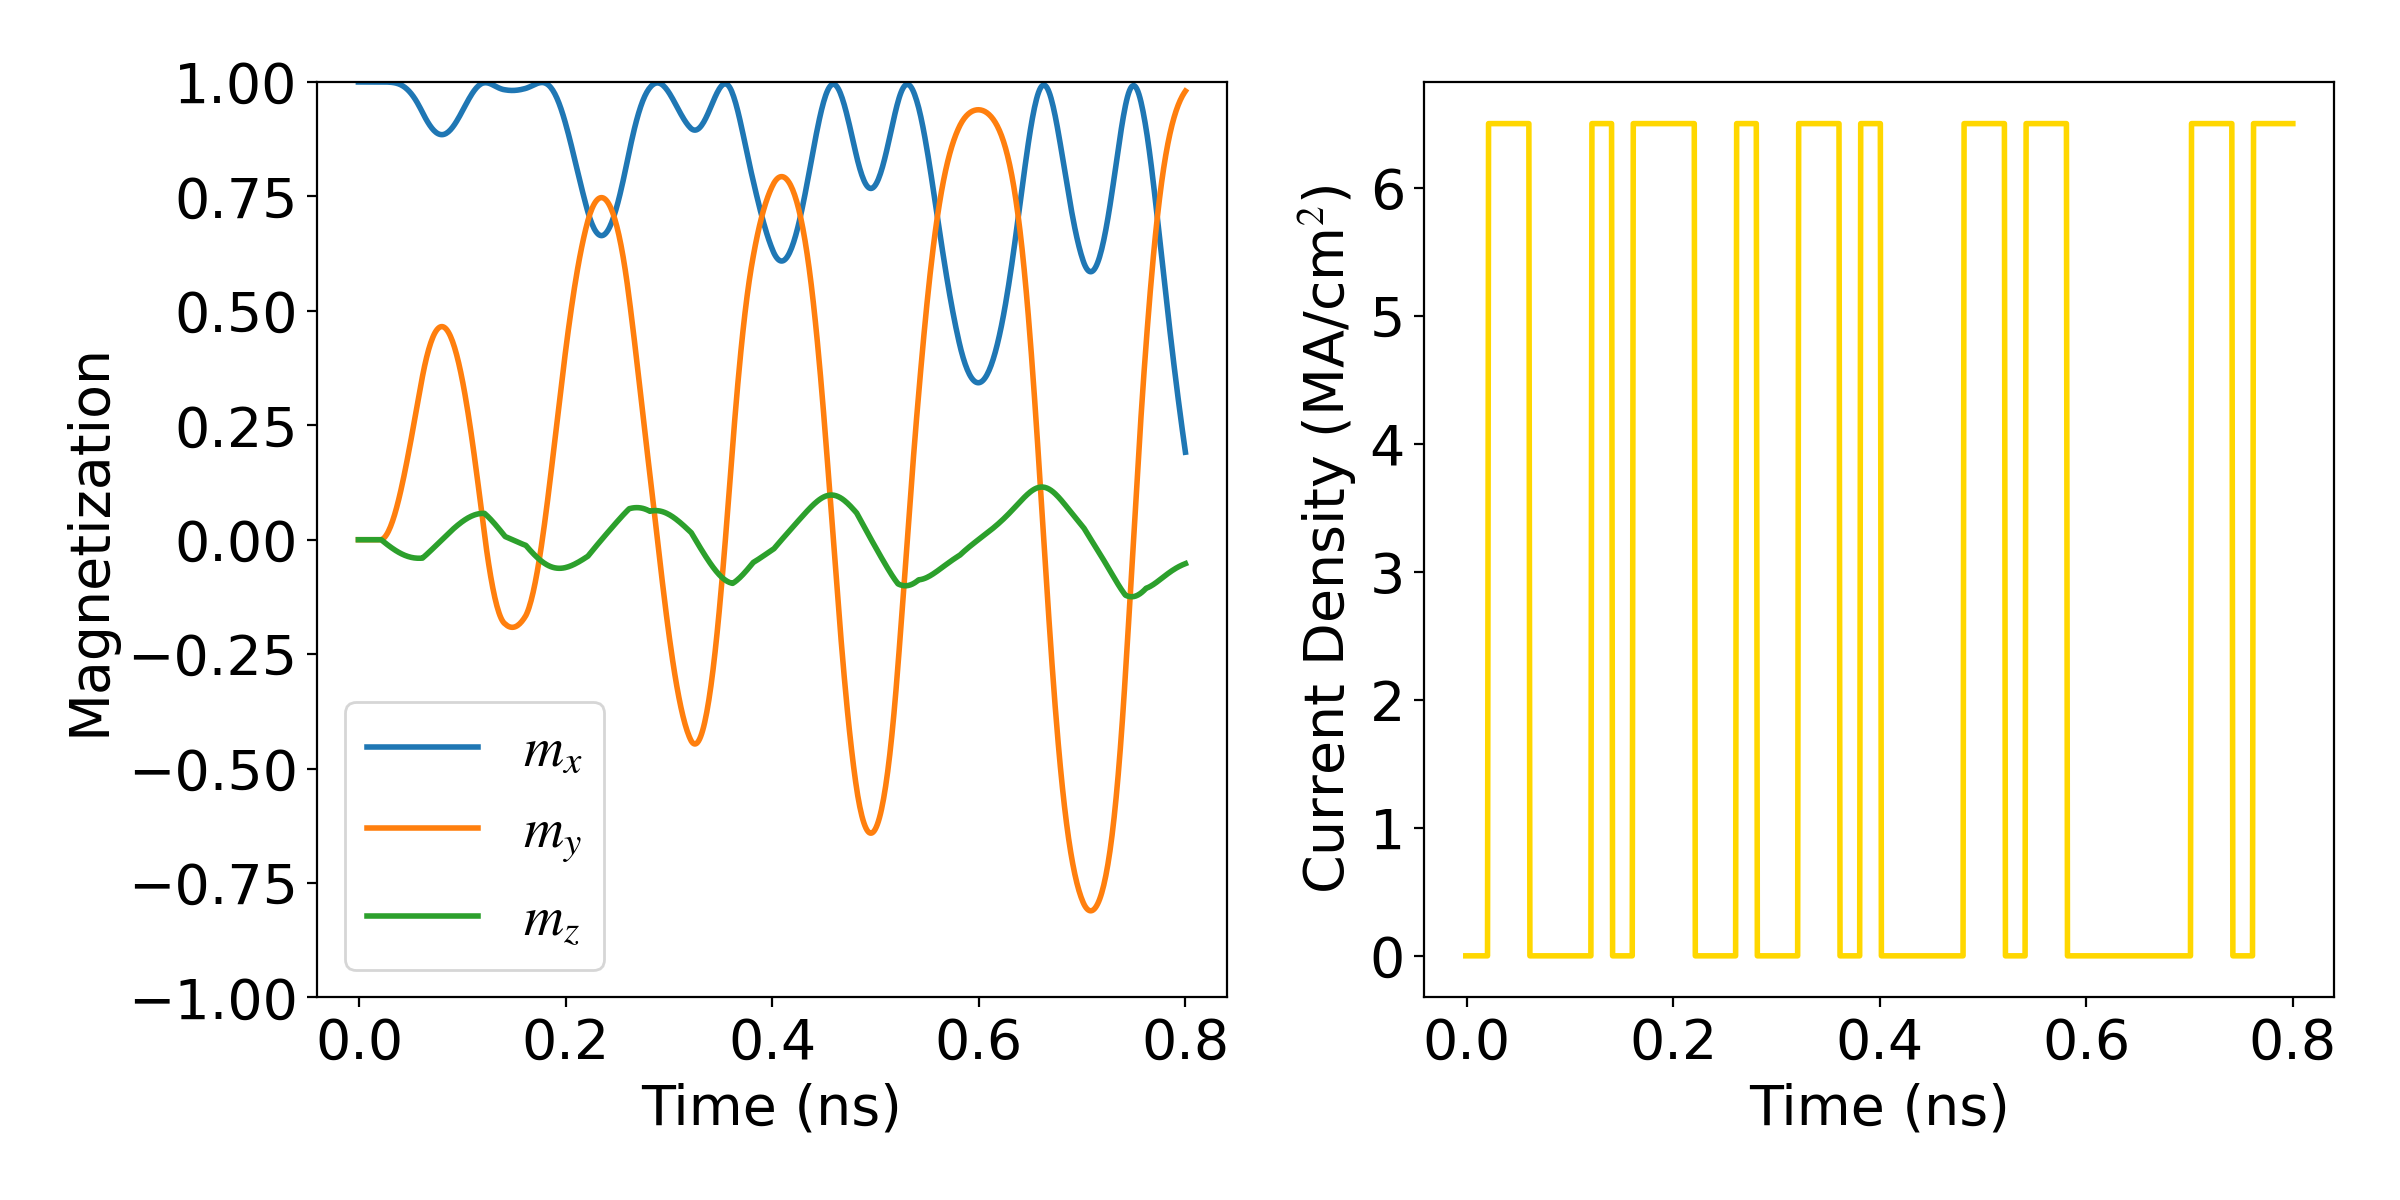 Magnetization
1.00
0.75
0.50
0.25
0.00
−0.25
−0.50
−0.75
−1.00
m_x
m_y
m_z
0.0 0.2 0.4 0.6 0.8
Time (ns)
Current Density (MA/cm²)
6
5
4
3
2
1
0
0.0 0.2 0.4 0.6 0.8
Time (ns)